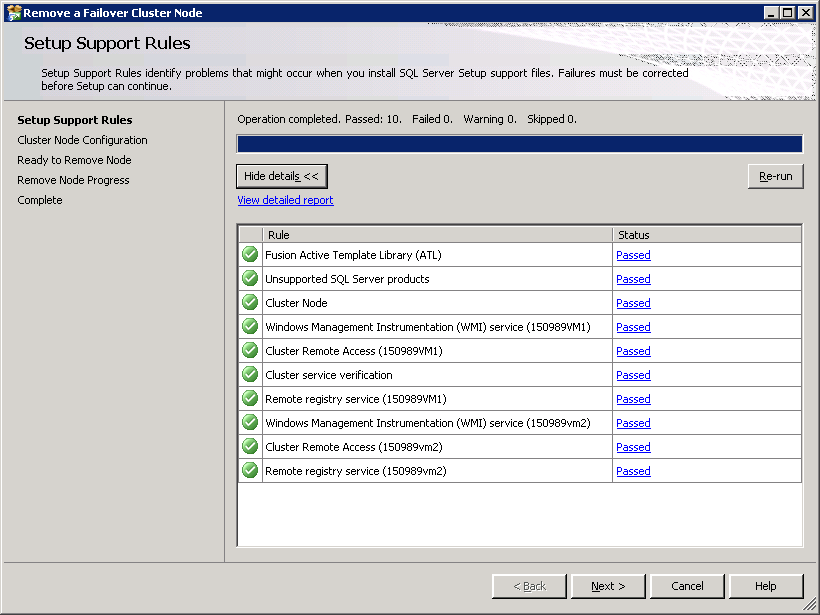 Remove a Failover Cluster Node
Setup Support Rules
Setup Support Rules identify problems that might occur when you install SQL Server Setup support files. Failures must be corrected
before Setup can continue.
Setup Support Rules
Cluster Node Configuration
Ready to Remove Node
Remove Node Progress
Complete
Operation completed. Passed: 10. Failed 0. Warning 0. Skipped 0.
Hide details <<
Re-run
View detailed report
Rule Status
Fusion Active Template Library (ATL) Passed
Unsupported SQL Server products Passed
Cluster Node Passed
Windows Management Instrumentation (WMI) service (150989VM1) Passed
Cluster Remote Access (150989VM1) Passed
Cluster service verification Passed
Remote registry service (150989VM1) Passed
Windows Management Instrumentation (WMI) service (150989vm2) Passed
Cluster Remote Access (150989vm2) Passed
Remote registry service (150989vm2) Passed
< Back Next > Cancel Help